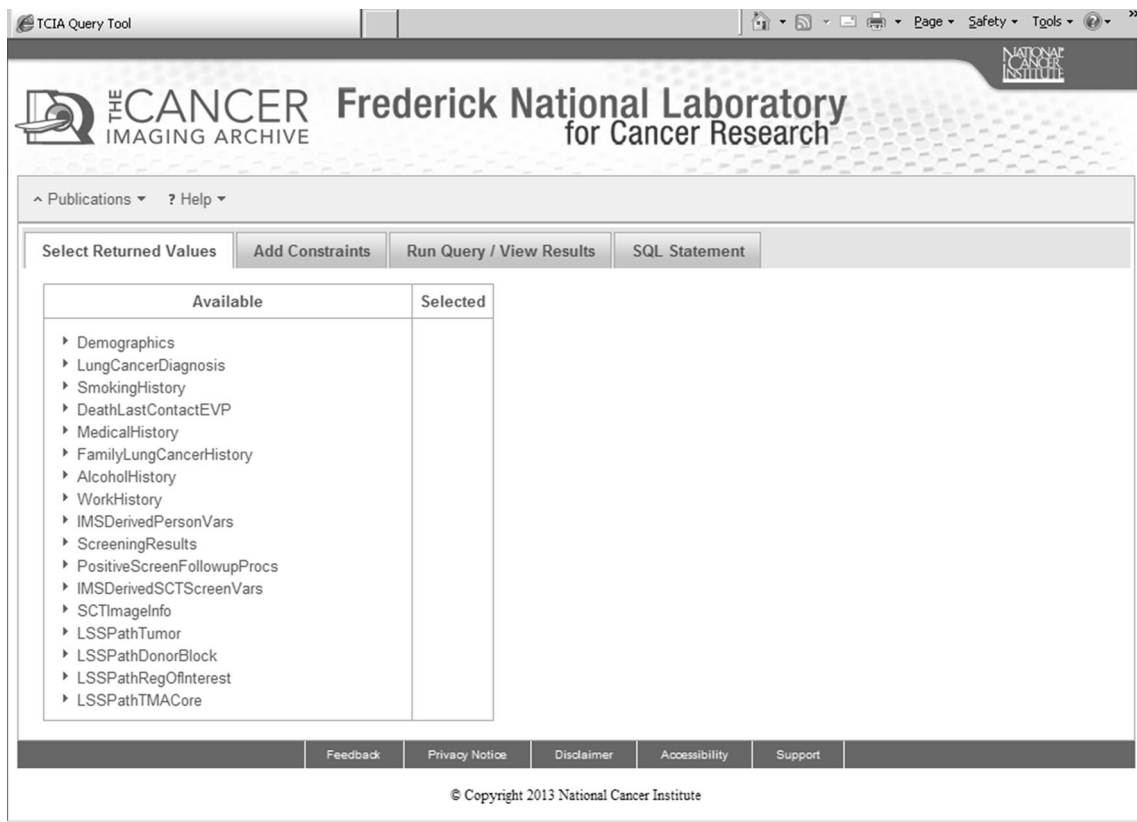 TCIA Query Tool
Page Safety Tools
NATIONAL
CANCER
INSTITUTE
THE CANCER
IMAGING ARCHIVE
Frederick National Laboratory
for Cancer Research
Publications ? Help
Select Returned Values Add Constraints Run Query / View Results SQL Statement
Available Selected
Demographics
LungCancerDiagnosis
SmokingHistory
DeathLastContactEVP
MedicalHistory
FamilyLungCancerHistory
AlcoholHistory
WorkHistory
IMSDerivedPersonVars
ScreeningResults
PositiveScreenFollowupProcs
IMSDerivedSCTScreenVars
SCTImageInfo
LSSPathTumor
LSSPathDonorBlock
LSSPathRegOfInterest
LSSPathTMACore
Feedback Privacy Notice Disclaimer Accessibility Support
© Copyright 2013 National Cancer Institute